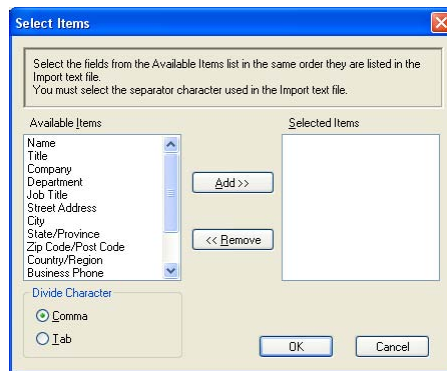 Select Items
Select the fields from the Available Items list in the same order they are listed in the
Import text file.
You must select the separator character used in the Import text file.
Available Items
Selected Items
Name
Title
Company
Department
Job Title
Street Address
City
State/Province
Zip Code/Post Code
Country/Region
Business Phone
Add >>
<< Remove
Divide Character
Comma
Tab
OK
Cancel